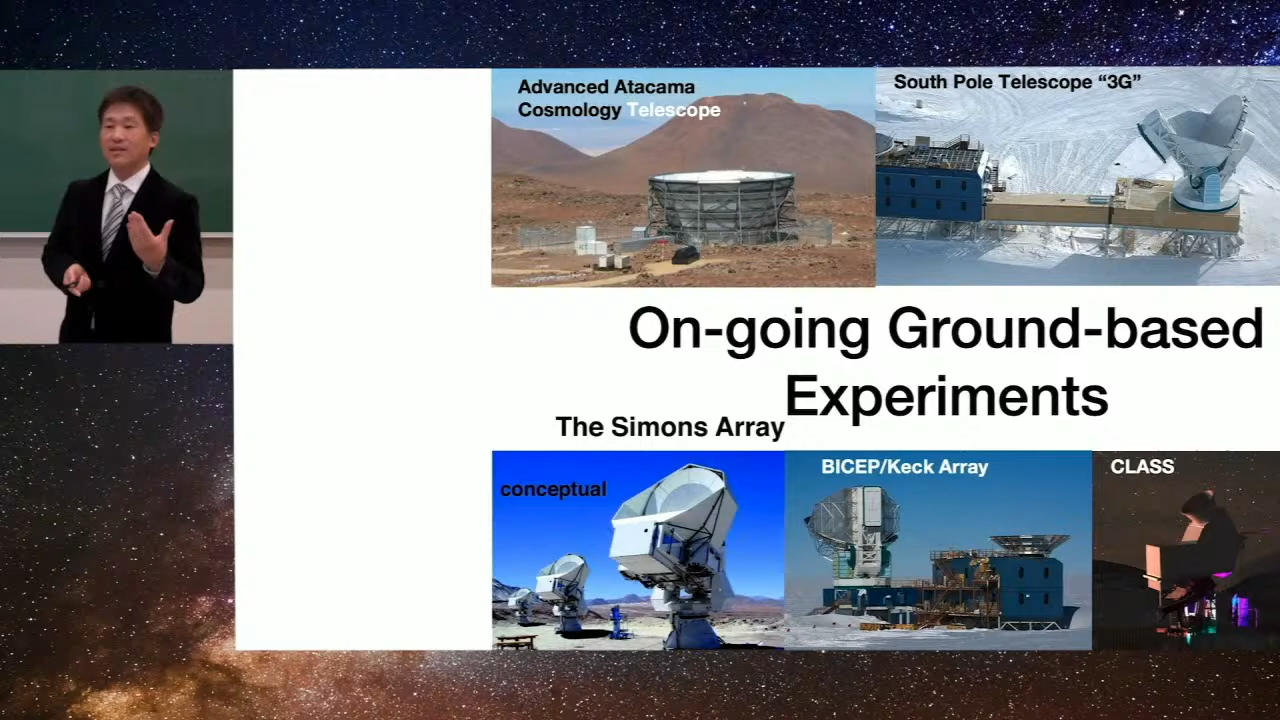 Advanced Atacama
Cosmology Telescope
South Pole Telescope “3G”
On-going Ground-based
Experiments
The Simons Array
conceptual
BICEP/Keck Array
CLASS